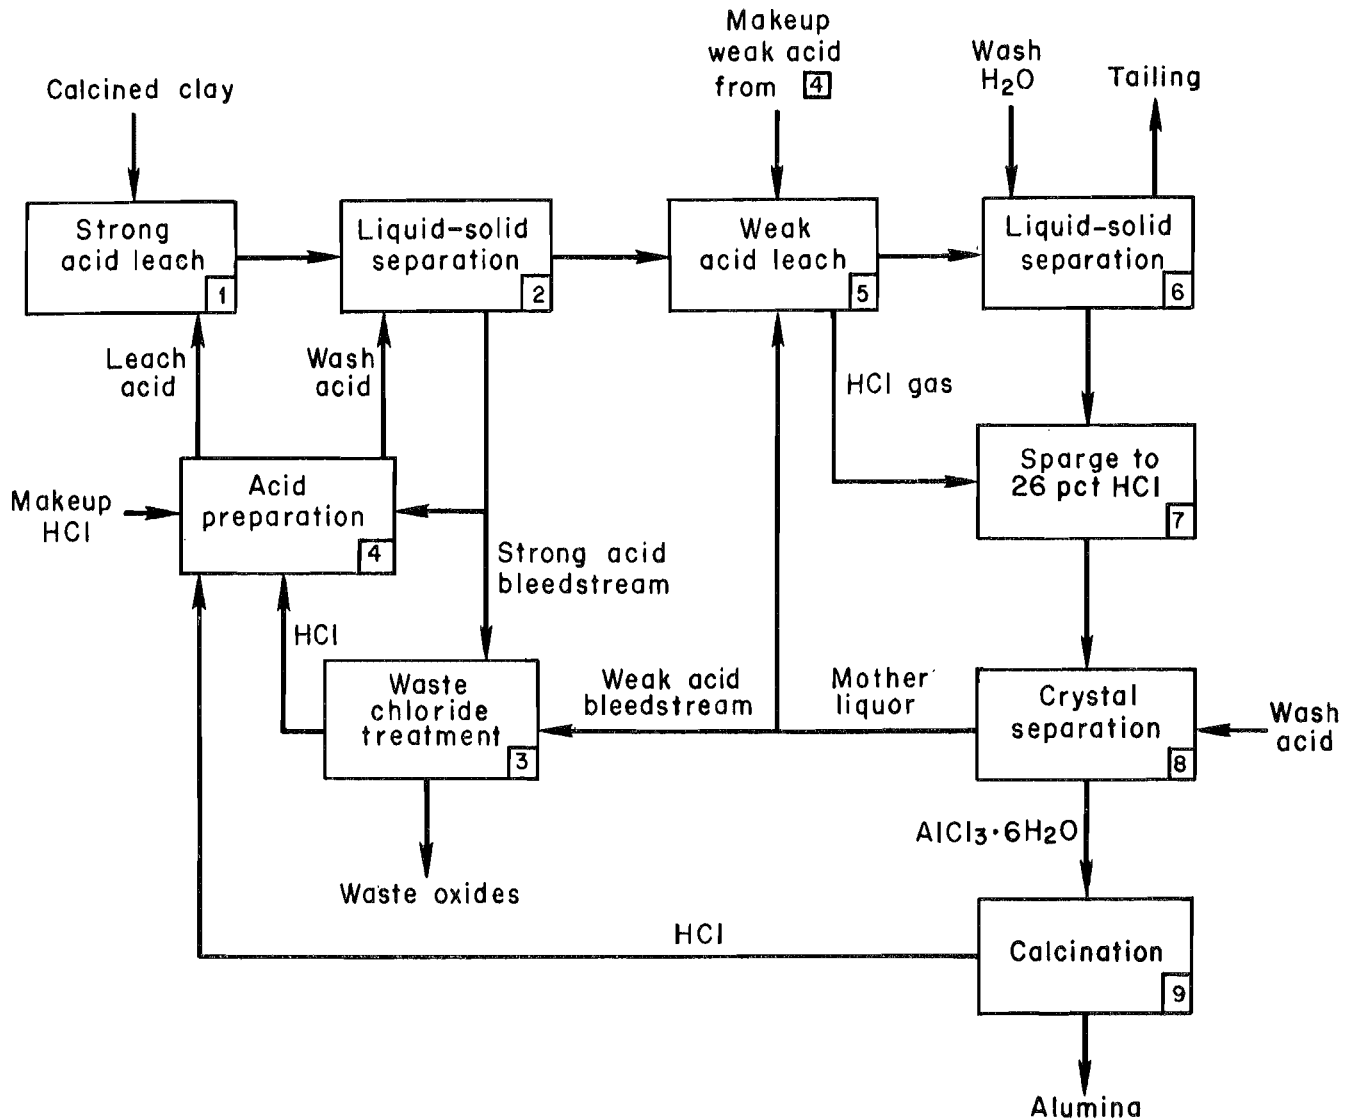 Makeup
weak acid
from 4
Wash
H2O
Tailing
Calcined clay
Strong
acid leach
1
Liquid-solid
separation
2
Weak
acid leach
5
Liquid-solid
separation
6
Leach
acid
Wash
acid
HCl gas
Makeup
HCl
Acid
preparation
4
Sparge to
26 pct HCl
7
Strong acid
bleedstream
HCl
Waste
chloride
treatment
3
Weak acid
bleedstream
Mother
liquor
Crystal
separation
8
Wash
acid
AlCl3·6H2O
Waste oxides
HCl
Calcination
9
Alumina